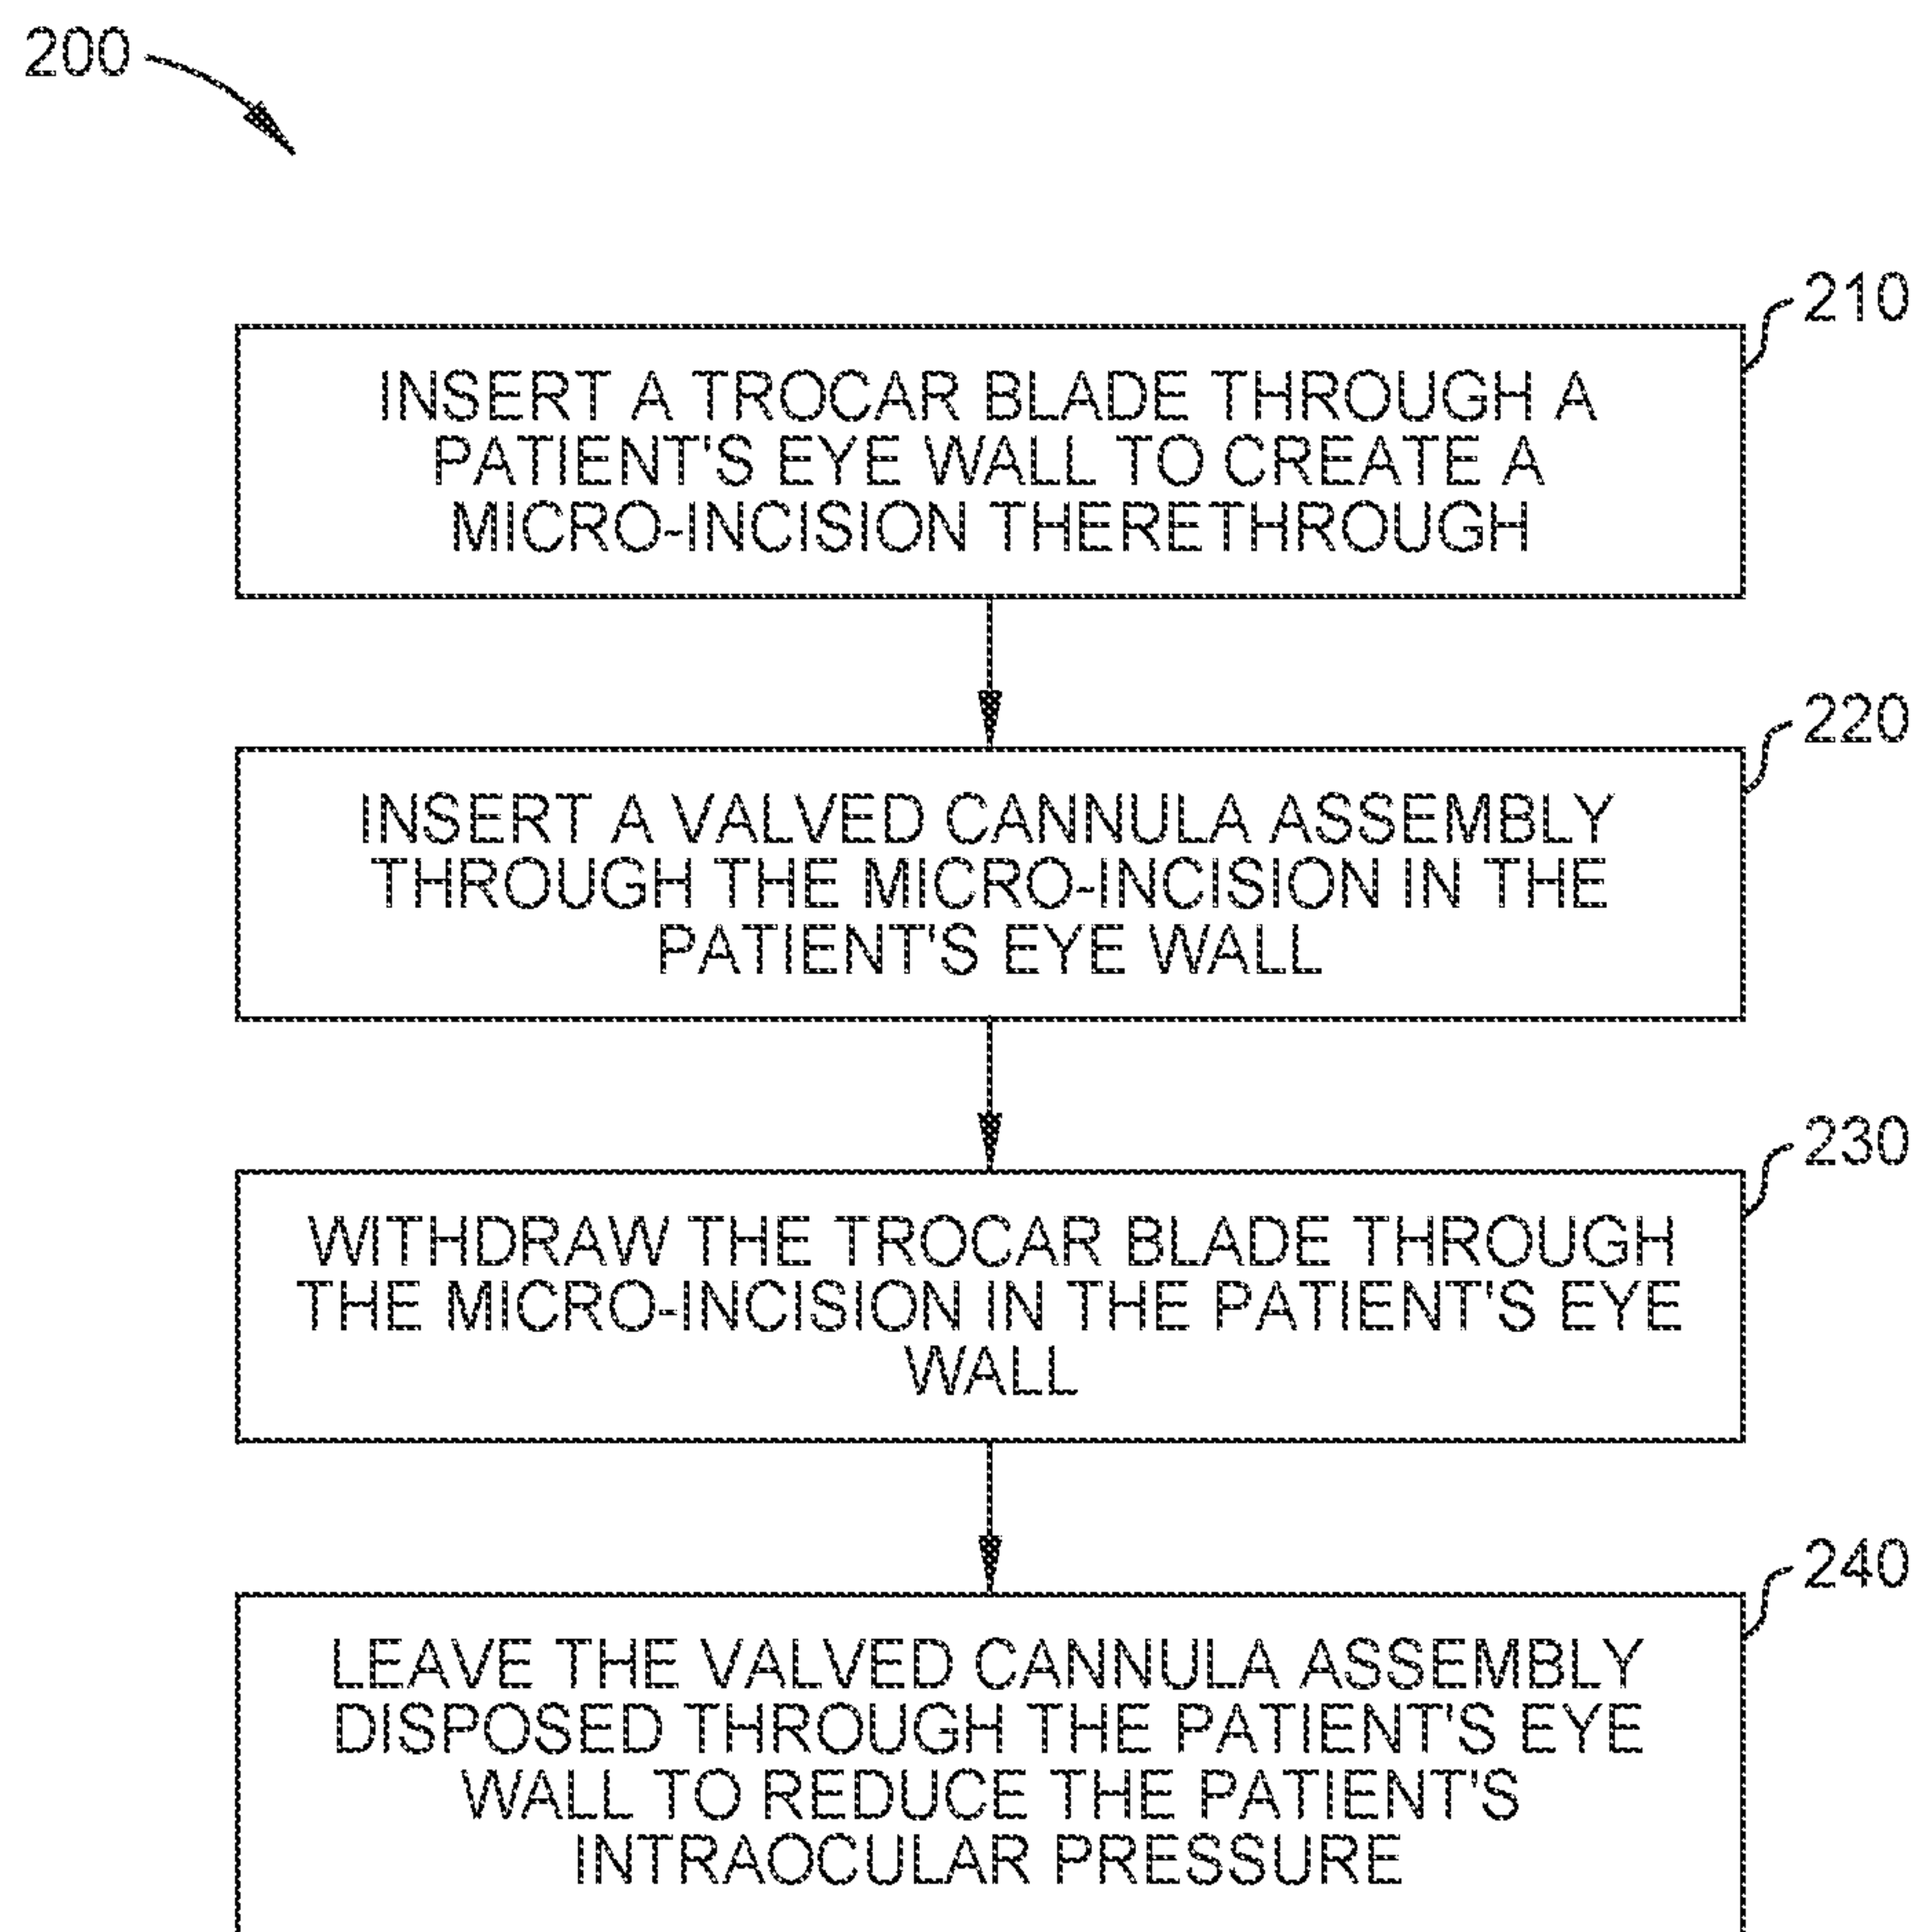 200
210
INSERT A TROCAR BLADE THROUGH A
PATIENT'S EYE WALL TO CREATE A
MICRO-INCISION THERETHROUGH
220
INSERT A VALVED CANNULA ASSEMBLY
THROUGH THE MICRO-INCISION IN THE
PATIENT'S EYE WALL
230
WITHDRAW THE TROCAR BLADE THROUGH
THE MICRO-INCISION IN THE PATIENT'S EYE
WALL
240
LEAVE THE VALVED CANNULA ASSEMBLY
DISPOSED THROUGH THE PATIENT'S EYE
WALL TO REDUCE THE PATIENT'S
INTRAOCULAR PRESSURE